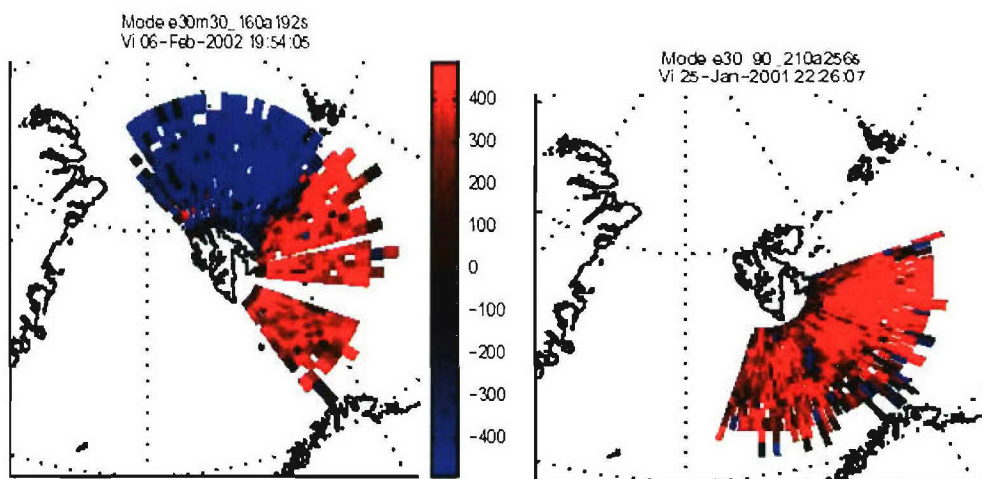 Mode e30m30_160a192s
Vi 06-Feb-2002 19:54:05
400
300
200
100
0
-100
-200
-300
-400
Mode e30_90_210a256s
Vi 25-Jan-2001 22:26:07